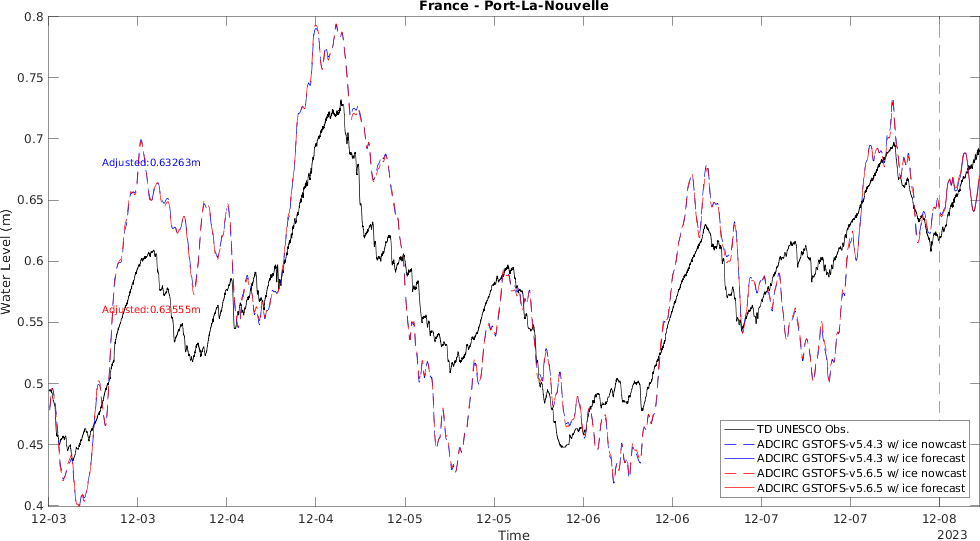 France - Port-La-Nouvelle
0.8
0.75
0.7
0.65
0.6
0.55
0.5
0.45
0.4
Water Level (m)
Adjusted:0.63263m
Adjusted:0.63555m
TD UNESCO Obs.
ADCIRC GSTOFS-v5.4.3 w/ ice nowcast
ADCIRC GSTOFS-v5.4.3 w/ ice forecast
ADCIRC GSTOFS-v5.6.5 w/ ice nowcast
ADCIRC GSTOFS-v5.6.5 w/ ice forecast
12-03 12-03 12-04 12-04 12-05 12-05 12-06 12-06 12-07 12-07 12-08
2023
Time